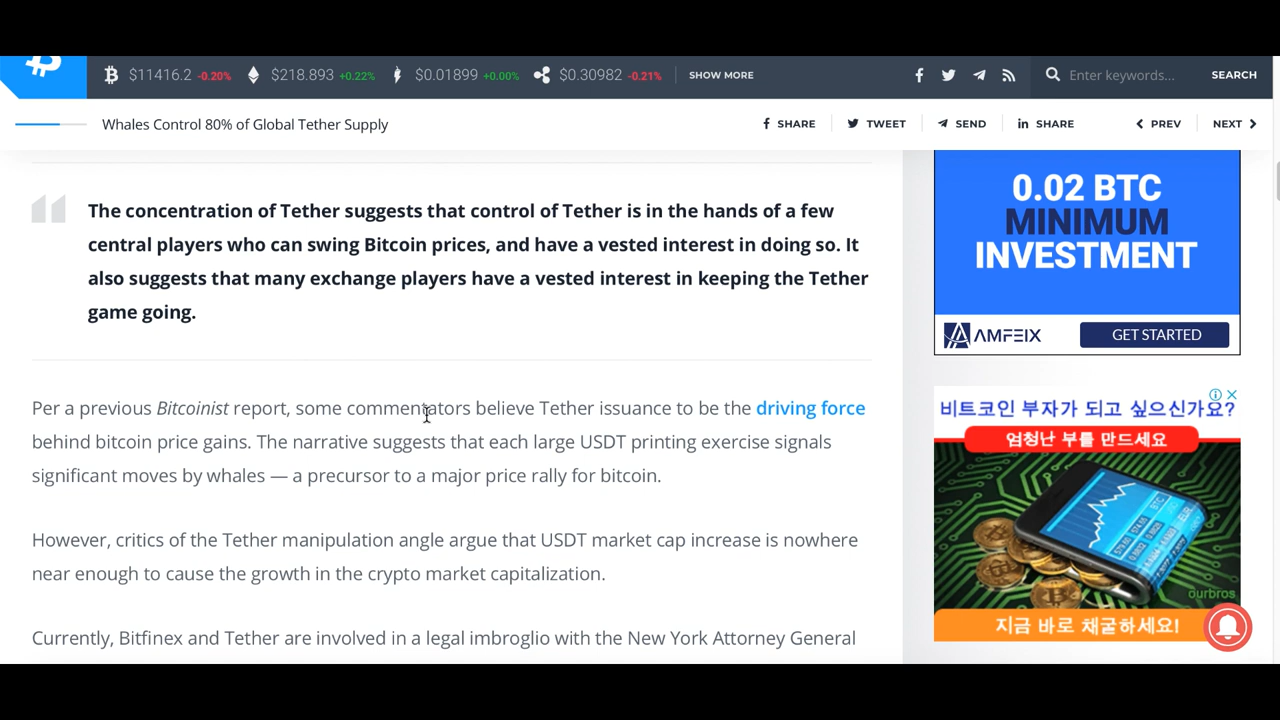 $11416.2 -0.20% $218.893 +0.22% $0.01899 +0.00% $0.30982 -0.21% SHOW MORE Enter keywords... SEARCH
Whales Control 80% of Global Tether Supply SHARE TWEET SEND SHARE PREV NEXT
The concentration of Tether suggests that control of Tether is in the hands of a few
central players who can swing Bitcoin prices, and have a vested interest in doing so. It
also suggests that many exchange players have a vested interest in keeping the Tether
game going.
Per a previous Bitcoinist report, some commentators believe Tether issuance to be the driving force
behind bitcoin price gains. The narrative suggests that each large USDT printing exercise signals
significant moves by whales — a precursor to a major price rally for bitcoin.
However, critics of the Tether manipulation angle argue that USDT market cap increase is nowhere
near enough to cause the growth in the crypto market capitalization.
Currently, Bitfinex and Tether are involved in a legal imbroglio with the New York Attorney General
0.02 BTC
MINIMUM
INVESTMENT
AMFEIX GET STARTED
비트코인 부자가 되고 싶으신가요?
엄청난 부를 만드세요
ourbros
지금 바로 채굴하세요!